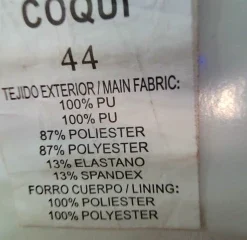 COQUI
44
TEJIDO EXTERIOR / MAIN FABRIC:
100% PU
100% PU
87% POLIESTER
87% POLYESTER
13% ELASTANO
13% SPANDEX
FORRO CUERPO / LINING:
100% POLIESTER
100% POLYESTER